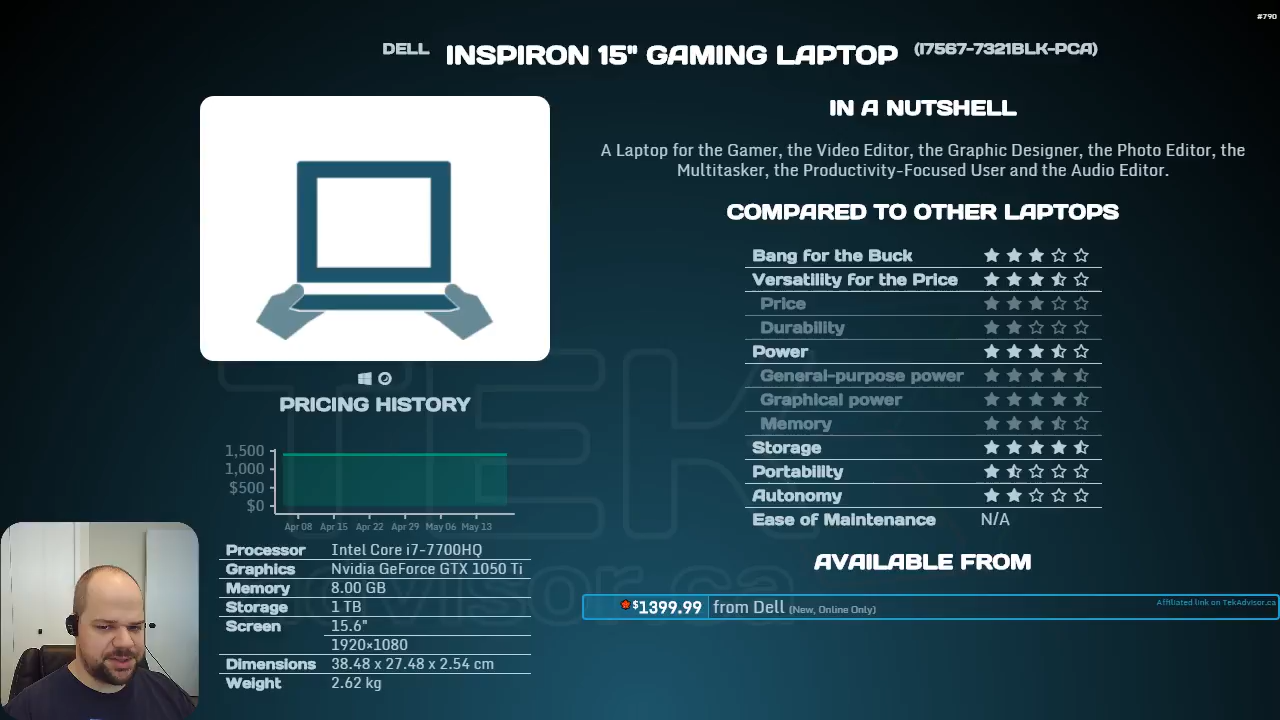 #790
DELL INSPIRON 15" GAMING LAPTOP (I7567-7321BLK-PCA)
IN A NUTSHELL
A Laptop for the Gamer, the Video Editor, the Graphic Designer, the Photo Editor, the
Multitasker, the Productivity-Focused User and the Audio Editor.
COMPARED TO OTHER LAPTOPS
Bang for the Buck
Versatility for the Price
Price
Durability
Power
General-purpose power
Graphical power
Memory
Storage
Portability
Autonomy
Ease of Maintenance N/A
AVAILABLE FROM
$1399.99 from Dell (New, Online Only)
Affiliated link on TekAdvisor.ca
PRICING HISTORY
1,500
1,000
$500
$0
Apr 08 Apr 15 Apr 22 Apr 29 May 06 May 13
Processor Intel Core i7-7700HQ
Graphics Nvidia GeForce GTX 1050 Ti
Memory 8.00 GB
Storage 1 TB
Screen 15.6"
1920×1080
Dimensions 38.48 x 27.48 x 2.54 cm
Weight 2.62 kg
TEK
advisor.ca